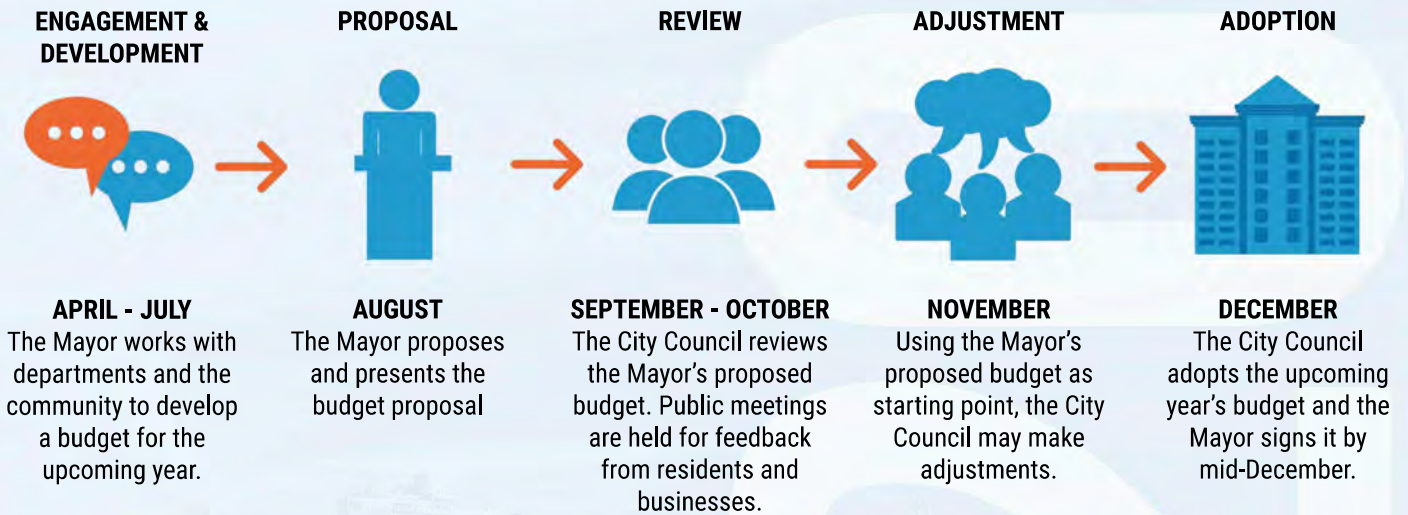 ENGAGEMENT &
DEVELOPMENT
PROPOSAL
REVIEW
ADJUSTMENT
ADOPTION
APRIL - JULY
The Mayor works with
departments and the
community to develop
a budget for the
upcoming year.
AUGUST
The Mayor proposes
and presents the
budget proposal
SEPTEMBER - OCTOBER
The City Council reviews
the Mayor's proposed
budget. Public meetings
are held for feedback
from residents and
businesses.
NOVEMBER
Using the Mayor's
proposed budget as
starting point, the City
Council may make
adjustments.
DECEMBER
The City Council
adopts the upcoming
year's budget and the
Mayor signs it by
mid-December.